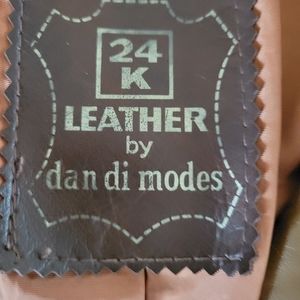 24
K
LEATHER
by
dan di modes